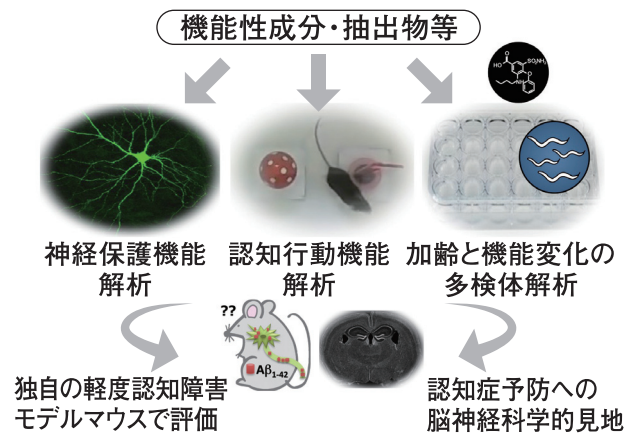 機能性成分・抽出物等
HO
O
SO₂NH₂
O
NH
神経保護機能
解析
認知行動機能
解析
加齢と機能変化の
多検体解析
??
Aβ1-42
独自の軽度認知障害
モデルマウスで評価
認知症予防への
脳神経科学的見地